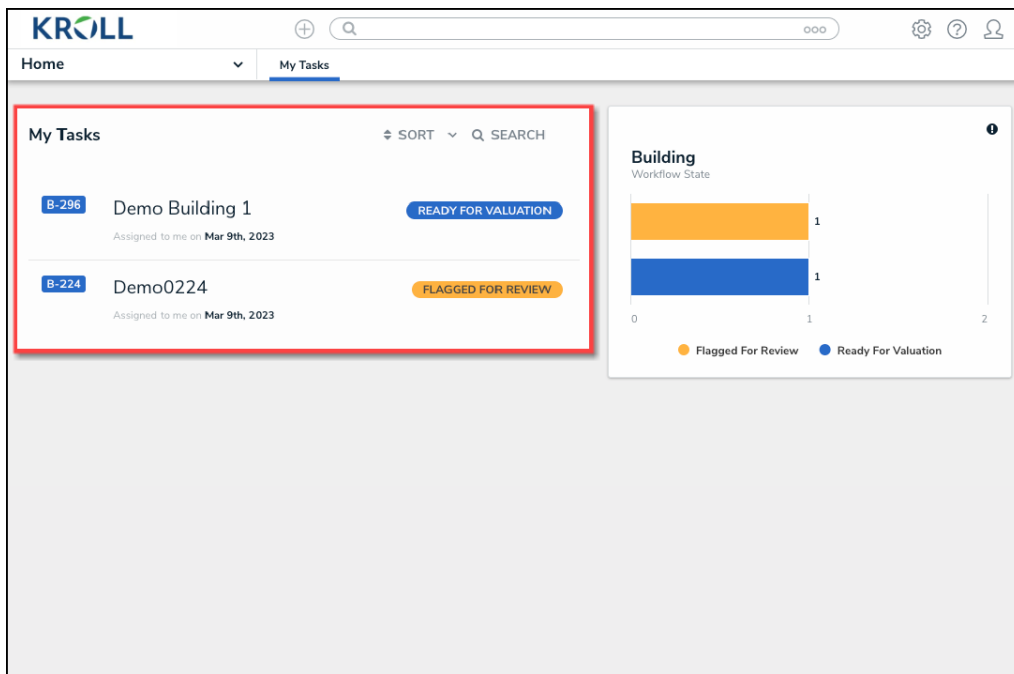 KROLL
ooo
Home
My Tasks
My Tasks
SORT SEARCH
B-296 Demo Building 1 READY FOR VALUATION
Assigned to me on Mar 9th, 2023
B-224 Demo0224 FLAGGED FOR REVIEW
Assigned to me on Mar 9th, 2023
Building
Workflow State
1
1
0 1 2
Flagged For Review Ready For Valuation